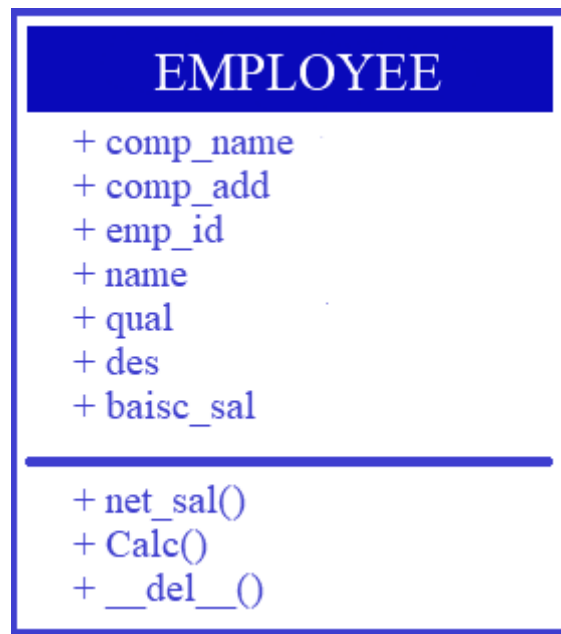 EMPLOYEE
+ comp_name
+ comp_add
+ emp_id
+ name
+ qual
+ des
+ baisc_sal
+ net_sal()
+ Calc()
+ __del__()